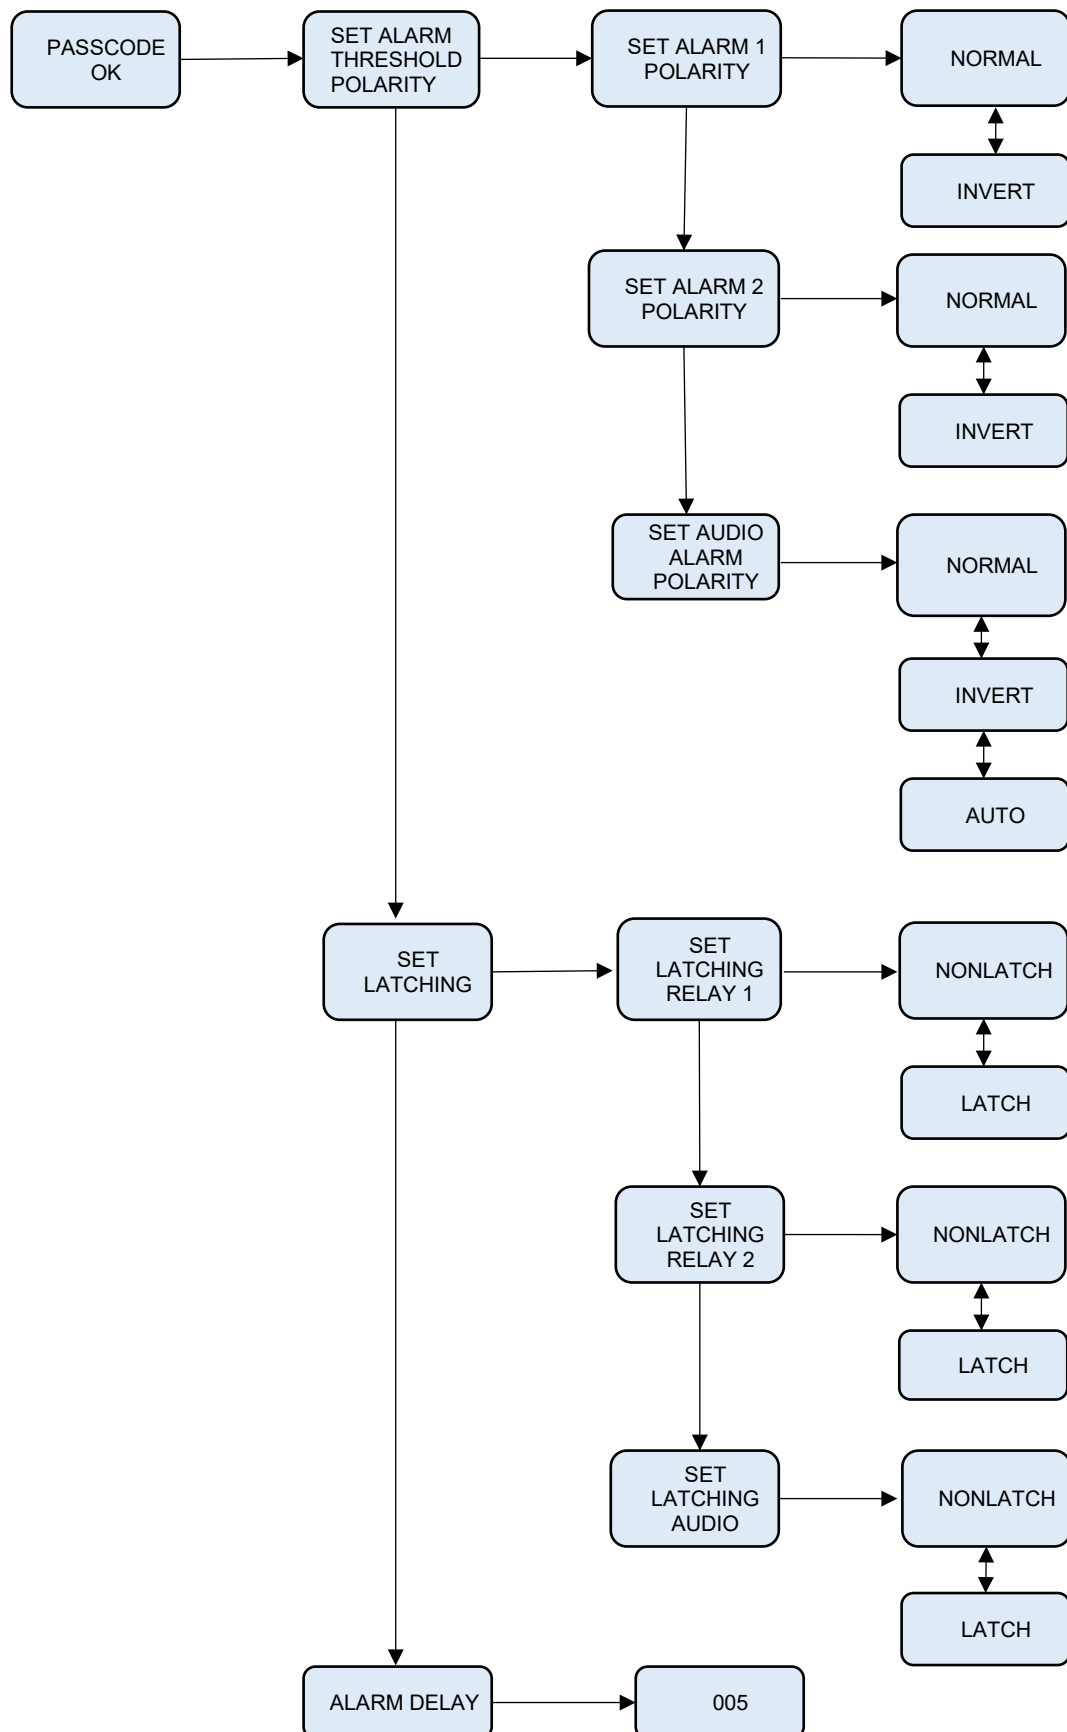 PASSCODE
OK
SET ALARM
THRESHOLD
POLARITY
SET ALARM 1
POLARITY
NORMAL
INVERT
SET ALARM 2
POLARITY
NORMAL
INVERT
SET AUDIO
ALARM
POLARITY
NORMAL
INVERT
AUTO
SET
LATCHING
SET
LATCHING
RELAY 1
NONLATCH
LATCH
SET
LATCHING
RELAY 2
NONLATCH
LATCH
SET
LATCHING
AUDIO
NONLATCH
LATCH
ALARM DELAY
005